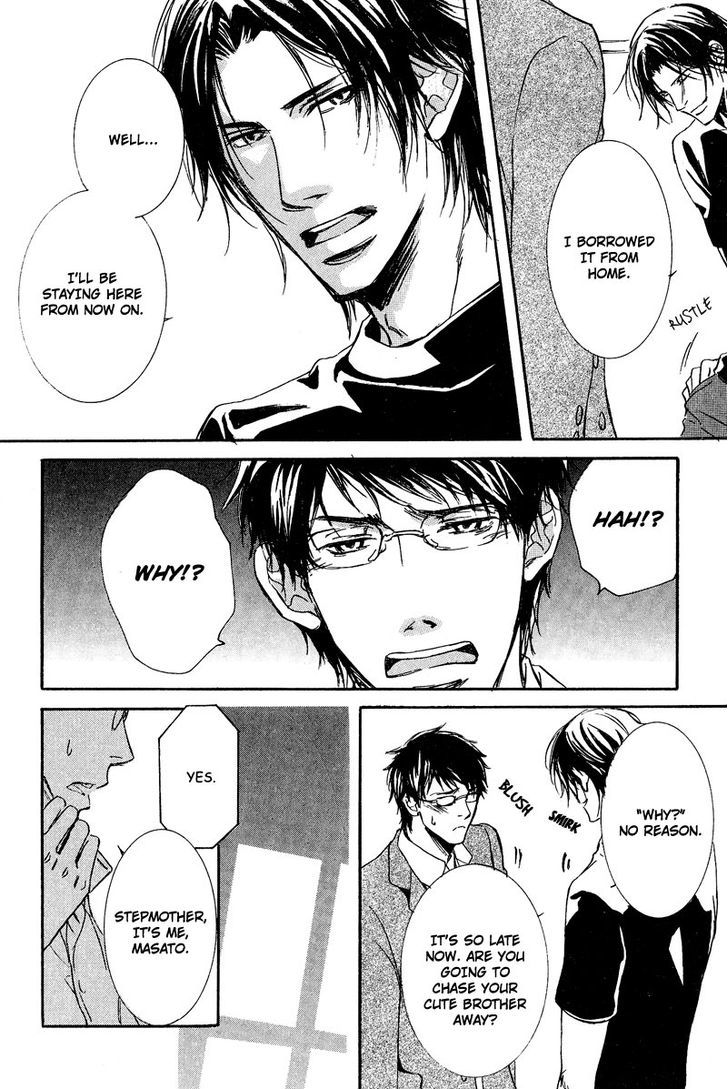 I BORROWED
IT FROM
HOME.
RUSTLE
WELL...
I'LL BE
STAYING HERE
FROM NOW ON.
HAH!?
WHY!?
"WHY?"
NO REASON.
SMIRK
BLUSH
IT'S SO LATE
NOW. ARE YOU
GOING TO
CHASE YOUR
CUTE BROTHER
AWAY?
YES.
STEPMOTHER,
IT'S ME,
MASATO.